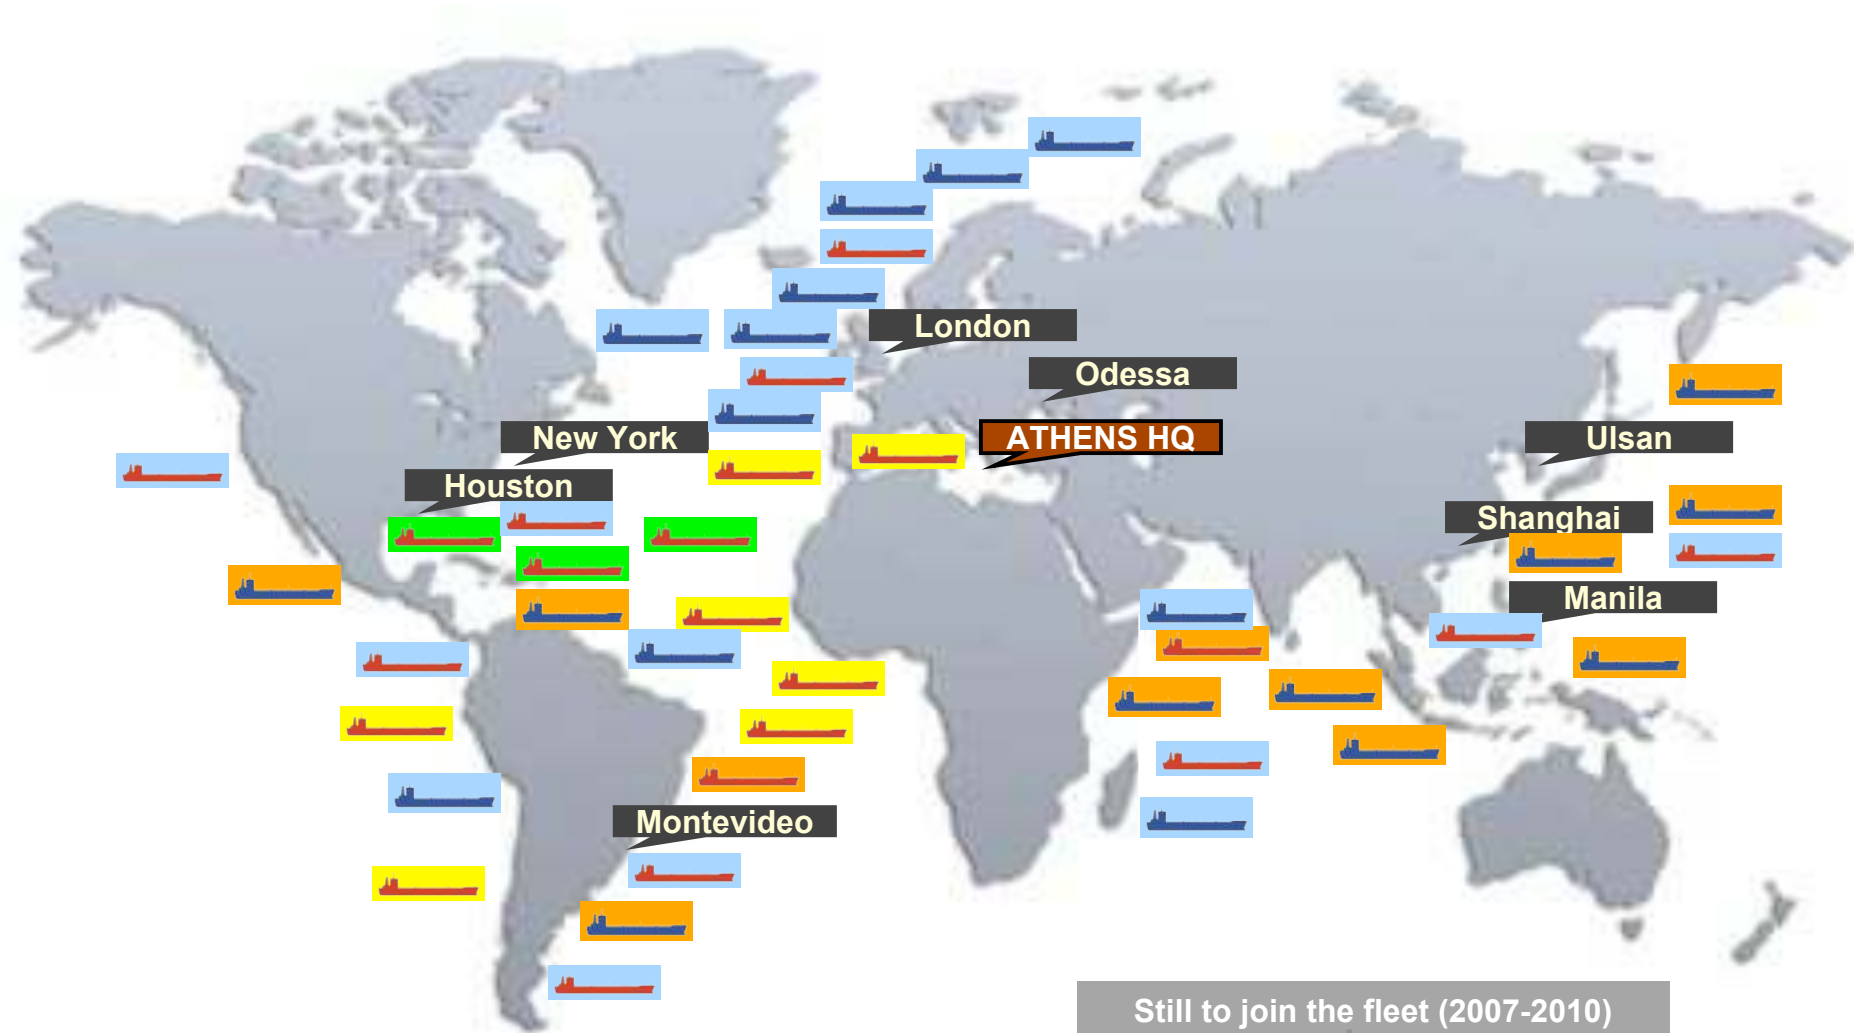 London
Odessa
New York
ATHENS HQ
Ulsan
Houston
Shanghai
Manila
Montevideo
Still to join the fleet (2007-2010)